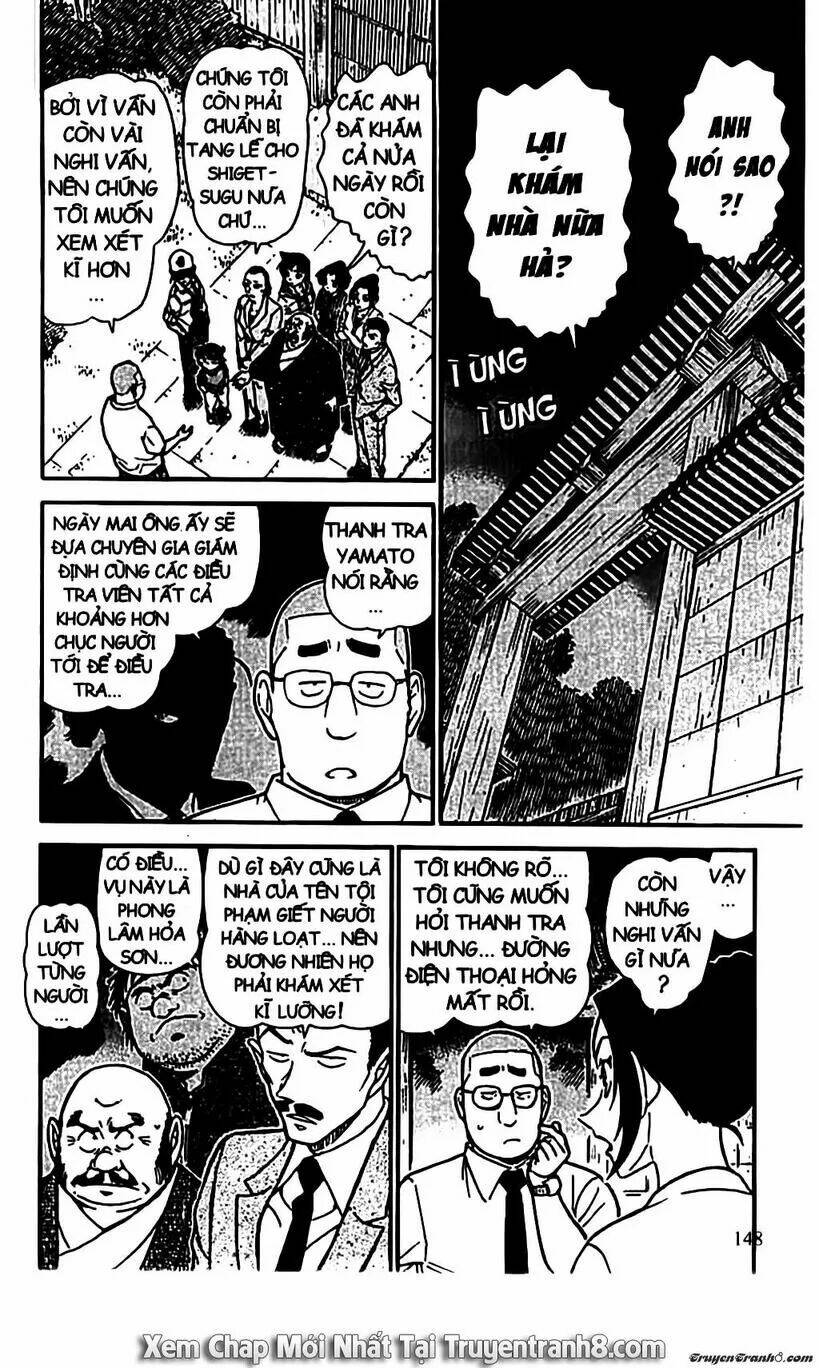 ANH
NÓI SAO
?!
LẠI
KHÁM
NHÀ NỮA
HẢ?
Ì ÙNG
Ì ÙNG
CÁC ANH
ĐÃ KHÁM
CẢ NỬA
NGÀY RỒI
CÒN
GÌ?
CHÚNG TÔI
CÒN PHẢI
CHUẨN BỊ
TANG LỄ CHO
SHIGET-
SUGU NƯA
CHỨ...
BỞI VÌ VẪN
CÒN VÀI
NGHI VẤN,
NÊN CHÚNG
TÔI MUỐN
XEM XÉT
KĨ HƠN
...
THANH TRA
YAMATO
NÓI RẰNG
...
NGÀY MAI ÔNG ẤY SẼ
ĐỰA CHUYÊN GIA GIÁM
ĐỊNH CÙNG CÁC ĐIỀU
TRA VIÊN TẤT CẢ
KHOẢNG HƠN
CHỤC NGƯỜI
TỚI ĐỂ ĐIỀU
TRA...
VẬY
...
CÒN
NHỮNG
NGHI VẤN
GÌ NƯA
?
TÔI KHÔNG RÕ...
TÔI CŨNG MUỐN
HỎI THANH TRA
NHƯNG... ĐƯỜNG
ĐIỆN THOẠI HỎNG
MẤT RỒI.
DÙ GÌ ĐÂY CŨNG LÀ
NHÀ CỦA TÊN TỘI
PHẠM GIẾT NGƯỜI
HÀNG LOẠT... NÊN
ĐƯƠNG NHIÊN HỌ
PHẢI KHÁM XÉT
KĨ LƯỠNG!
CÓ ĐIỀU...
VỤ NÀY LÀ
PHONG
LÂM HỎA
SƠN...
LẦN
LƯỢT
TỪNG
NGƯỜI
...
148
Xem Chap Mới Nhất Tại Truyentranh8.com
TruyenTranh8.com